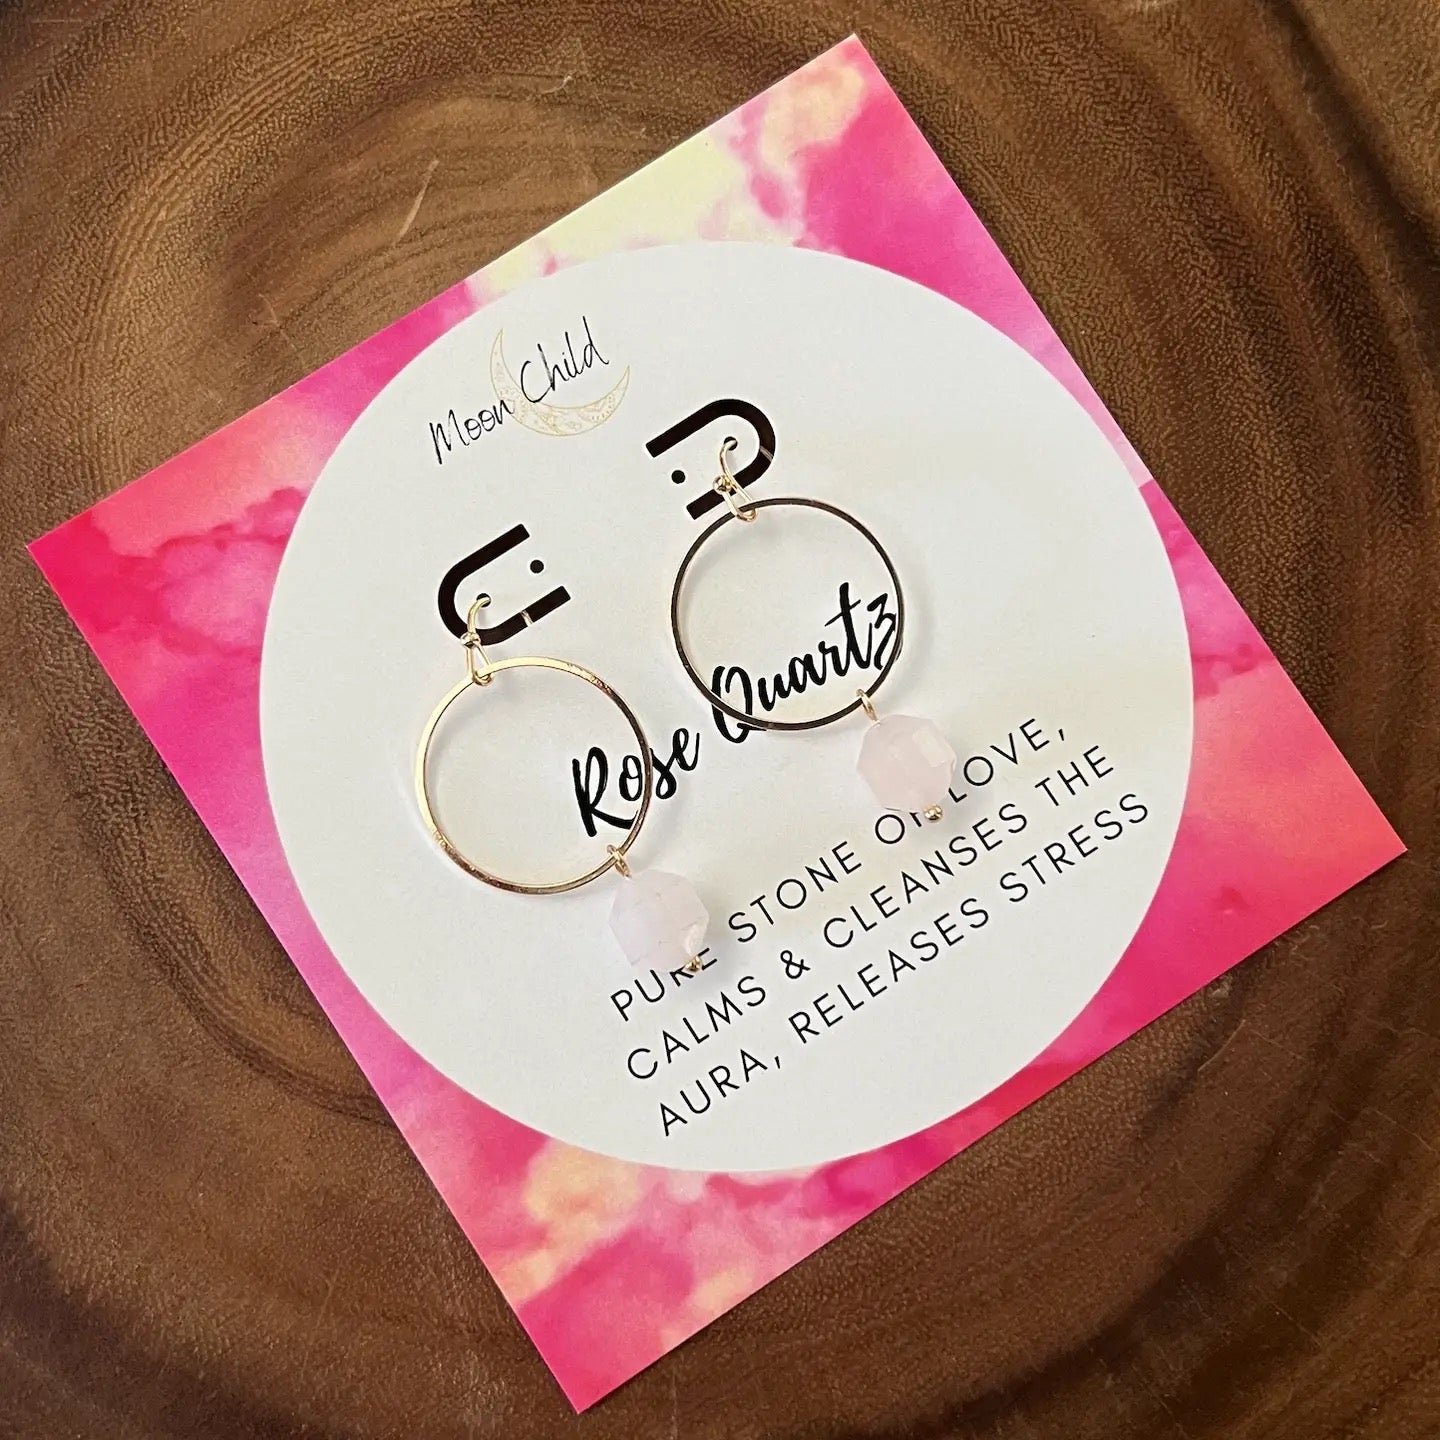 Moon Child
Rose Quartz
PURE STONE OF LOVE,
CALMS & CLEANSES THE
AURA, RELEASES STRESS